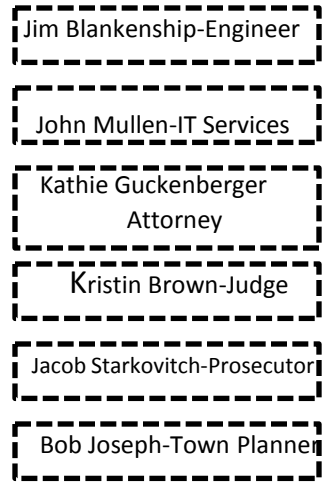 Jim Blankenship-Engineer
John Mullen-IT Services
Kathie Guckenberger
Attorney
Kristin Brown-Judge
Jacob Starkovitch-Prosecutor
Bob Joseph-Town Planner